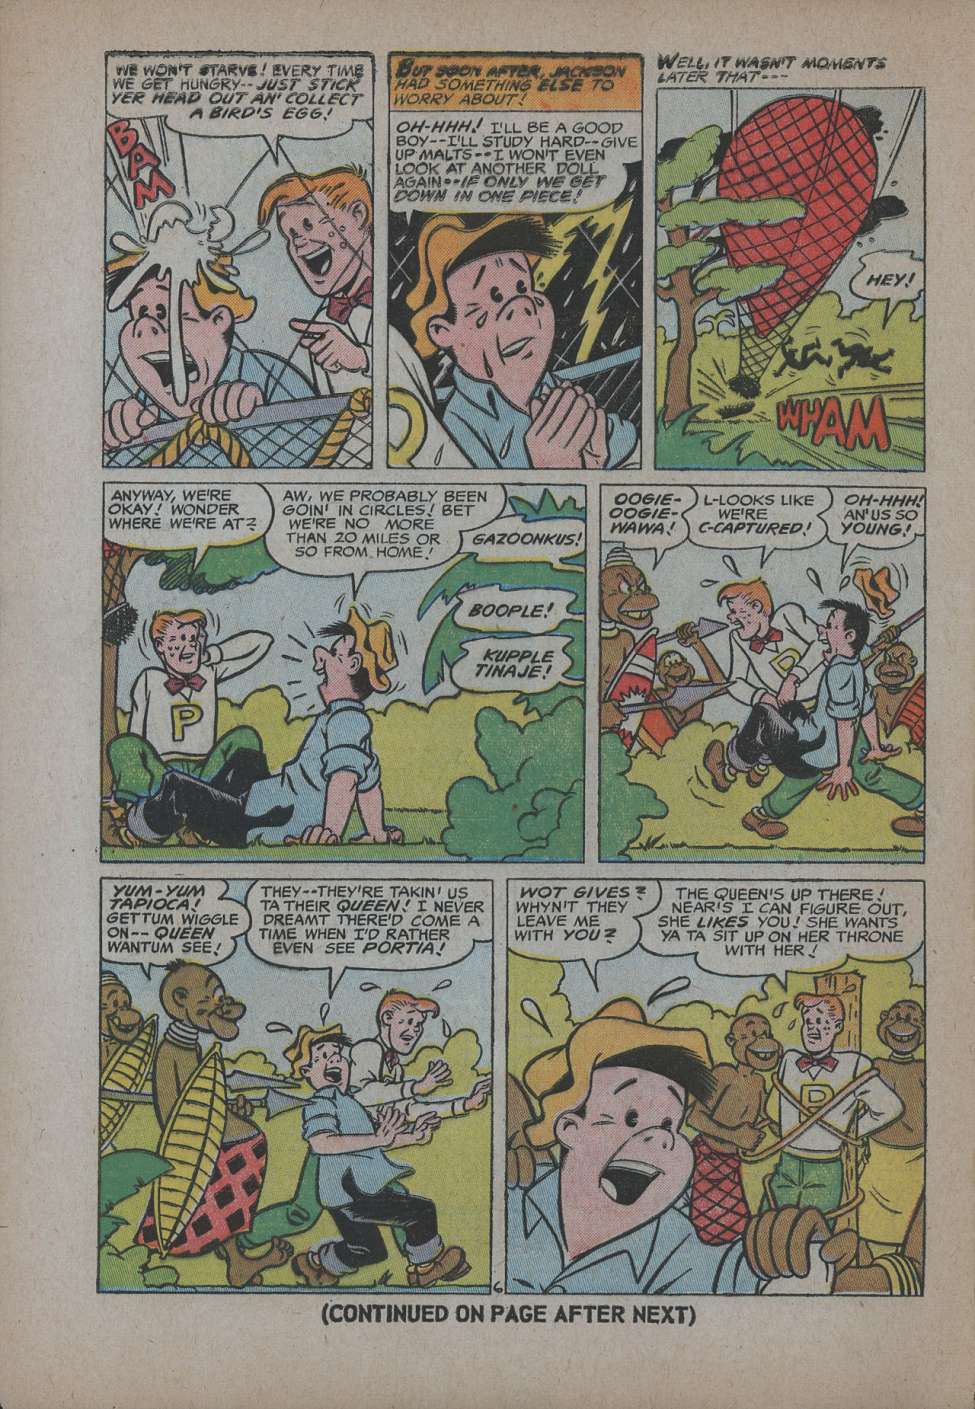 WE WON'T STARVE! EVERY TIME
WE GET HUNGRY--JUST STICK
YER HEAD OUT AN' COLLECT
A BIRD'S EGG!
BAM
BUT SOON AFTER, JACKSON
HAD SOMETHING ELSE TO
WORRY ABOUT!
OH-HHH! I'LL BE A GOOD
BOY--I'LL STUDY HARD--GIVE
UP MALTS--I WON'T EVEN
LOOK AT ANOTHER DOLL
AGAIN--IF ONLY WE GET
DOWN IN ONE PIECE!
WELL, IT WASN'T MOMENTS
LATER THAT---
HEY!
WHAM
ANYWAY, WE'RE
OKAY! WONDER
WHERE WE'RE AT?
AW, WE PROBABLY BEEN
GOIN' IN CIRCLES! BET
WE'RE NO MORE
THAN 20 MILES OR
SO FROM HOME!
GAZOONKUS!
BOOPLE!
KUPPLE
TINAJE!
P
OOGIE-
OOGIE-
WAWA!
L-LOOKS LIKE
WE'RE
C-CAPTURED!
OH-HHH!
AN' US SO
YOUNG!
P
YUM-YUM
TAPIOCA!
GETTUM WIGGLE
ON-- QUEEN
WANTUM SEE!
THEY--THEY'RE TAKIN' US
TA THEIR QUEEN! I NEVER
DREAMT THERE'D COME A
TIME WHEN I'D RATHER
EVEN SEE PORTIA!
WOT GIVES?
WHYN'T THEY
LEAVE ME
WITH YOU?
THE QUEEN'S UP THERE!
NEAR'S I CAN FIGURE OUT,
SHE LIKES YOU! SHE WANTS
YA TA SIT UP ON HER THRONE
WITH HER!
P
6
(CONTINUED ON PAGE AFTER NEXT)